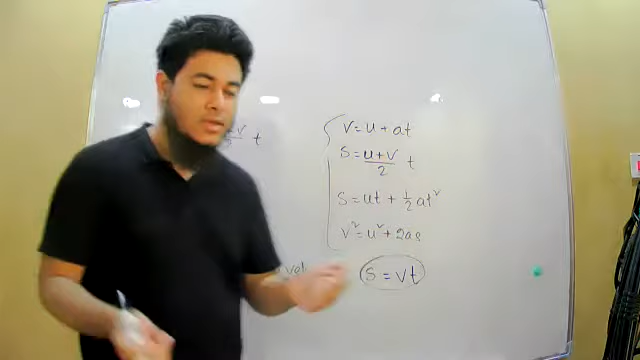 v = u + at
s = u+v/2 t
s = ut + 1/2 at²
v² = u² + 2as
s = vt